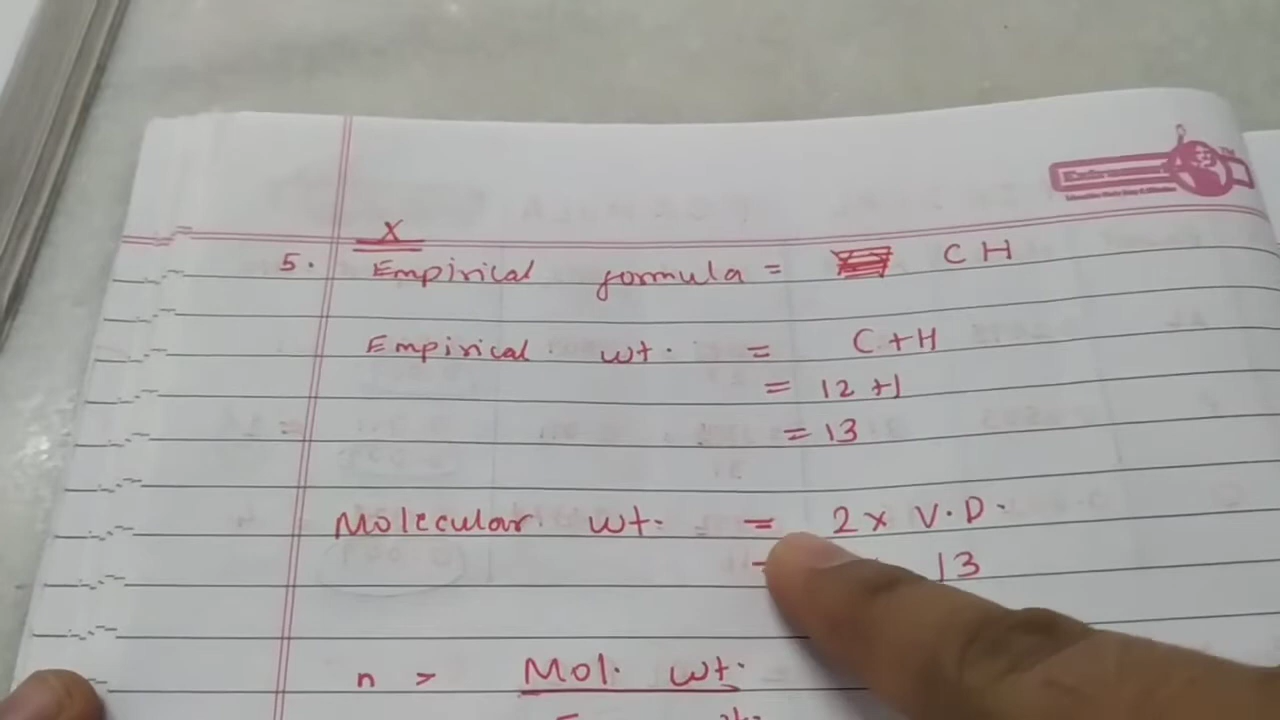 X
5. Empirical formula = CH
Empirical wt. = C+H
= 12 +1
= 13
Molecular wt. = 2 x V.D.
13
n = Mol. wt.